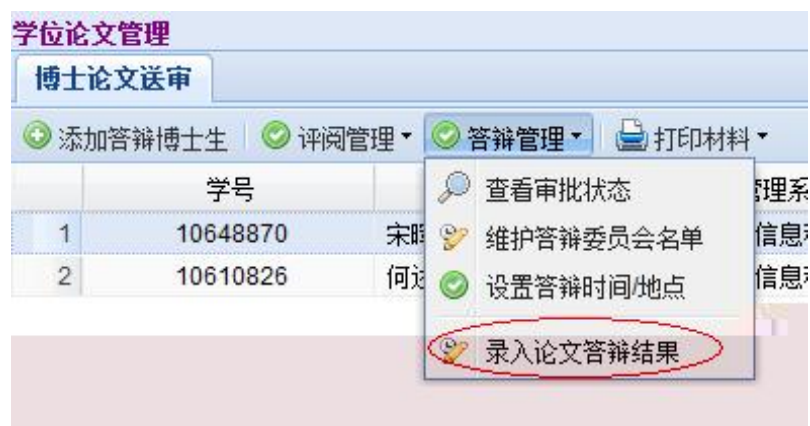 学位论文管理
博士论文送审
添加答辩博士生 评阅管理 答辩管理 打印材料
学号
查看审批状态
管理系
1 10648870 宋晖
维护答辩委员会名单
信息
2 10610826 何
设置答辩时间/地点
信息
录入论文答辩结果